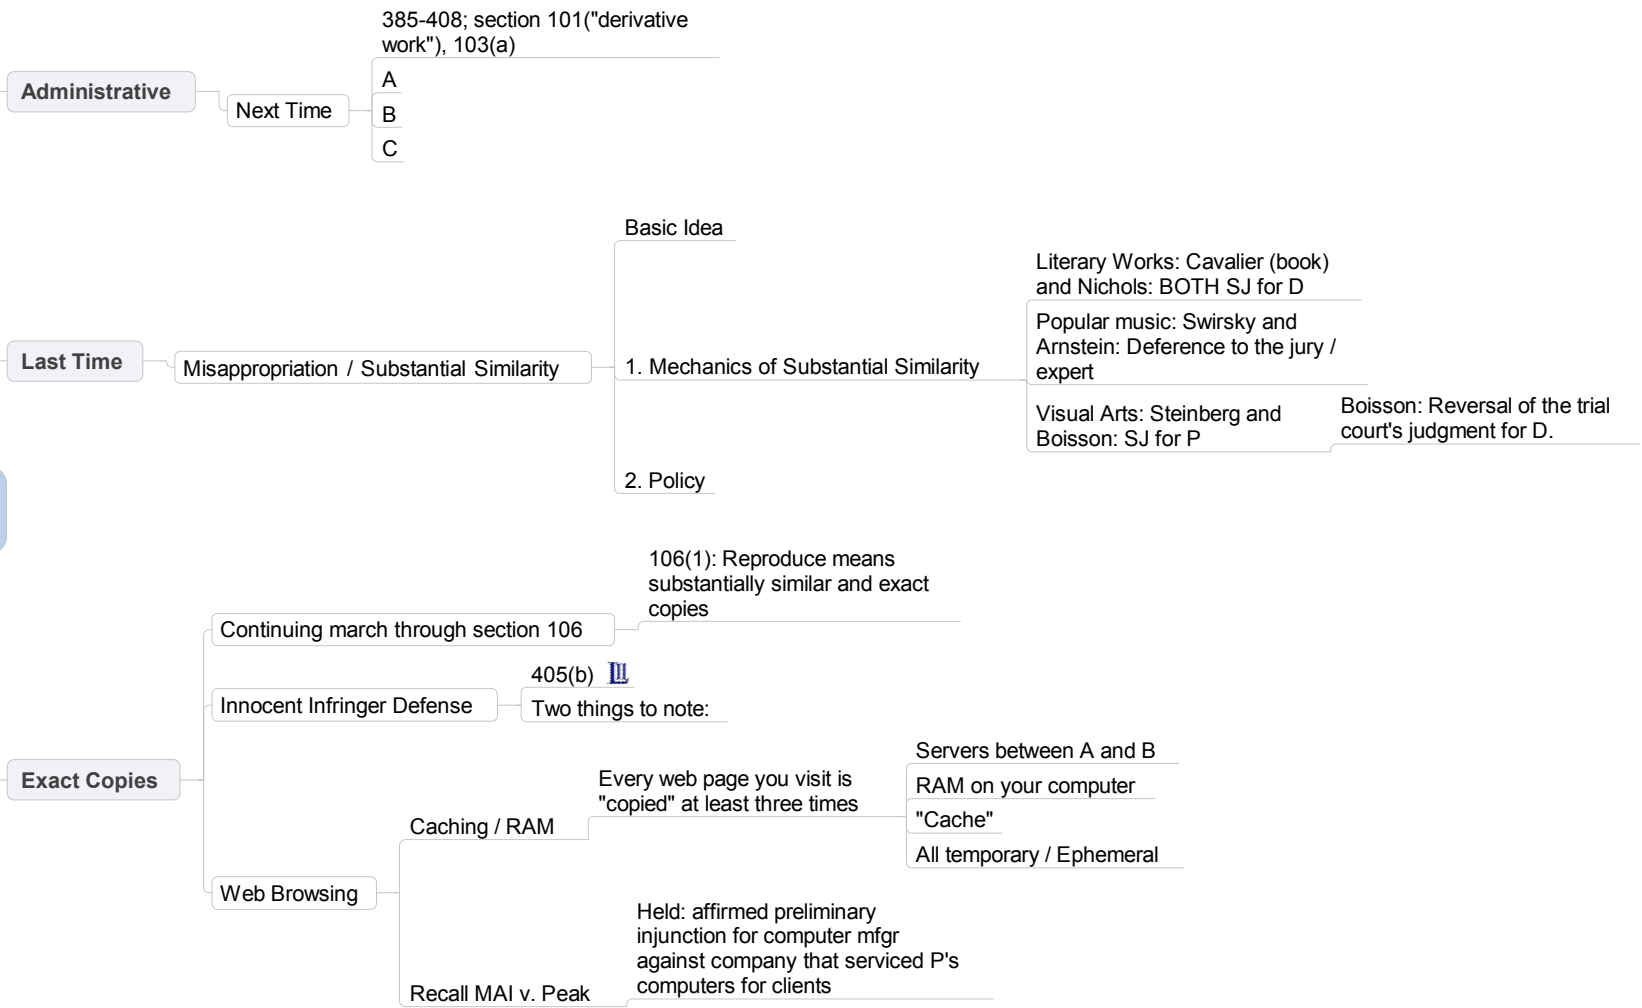 385-408; section 101("derivative
work"), 103(a)
Administrative
Next Time
A
B
C
Basic Idea
Last Time
Misappropriation / Substantial Similarity
1. Mechanics of Substantial Similarity
Literary Works: Cavalier (book)
and Nichols: BOTH SJ for D
Popular music: Swirsky and
Arnstein: Deference to the jury /
expert
Visual Arts: Steinberg and
Boisson: SJ for P
Boisson: Reversal of the trial
court's judgment for D.
2. Policy
Exact Copies
Continuing march through section 106
106(1): Reproduce means
substantially similar and exact
copies
Innocent Infringer Defense
405(b)
Two things to note:
Web Browsing
Caching / RAM
Every web page you visit is
"copied" at least three times
Servers between A and B
RAM on your computer
"Cache"
All temporary / Ephemeral
Recall MAI v. Peak
Held: affirmed preliminary
injunction for computer mfgr
against company that serviced P's
computers for clients